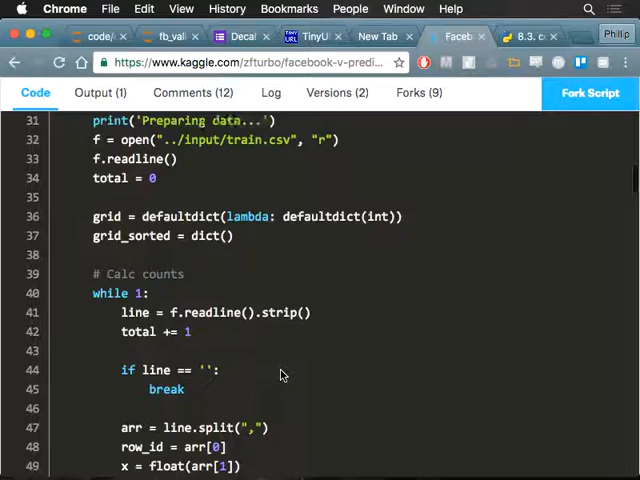 Chrome File Edit View History Bookmarks People Window Help
code/ fb_vali Decal TinyU New Tab Faceb 8.3. co Phillip
https://www.kaggle.com/zfturbo/facebook-v-predi
Code Output (1) Comments (12) Log Versions (2) Forks (9) Fork Script
31 print('Preparing data...')
32 f = open("../input/train.csv", "r")
33 f.readline()
34 total = 0
35
36 grid = defaultdict(lambda: defaultdict(int))
37 grid_sorted = dict()
38
39 # Calc counts
40 while 1:
41 line = f.readline().strip()
42 total += 1
43
44 if line == '':
45 break
46
47 arr = line.split(",")
48 row_id = arr[0]
49 x = float(arr[1])